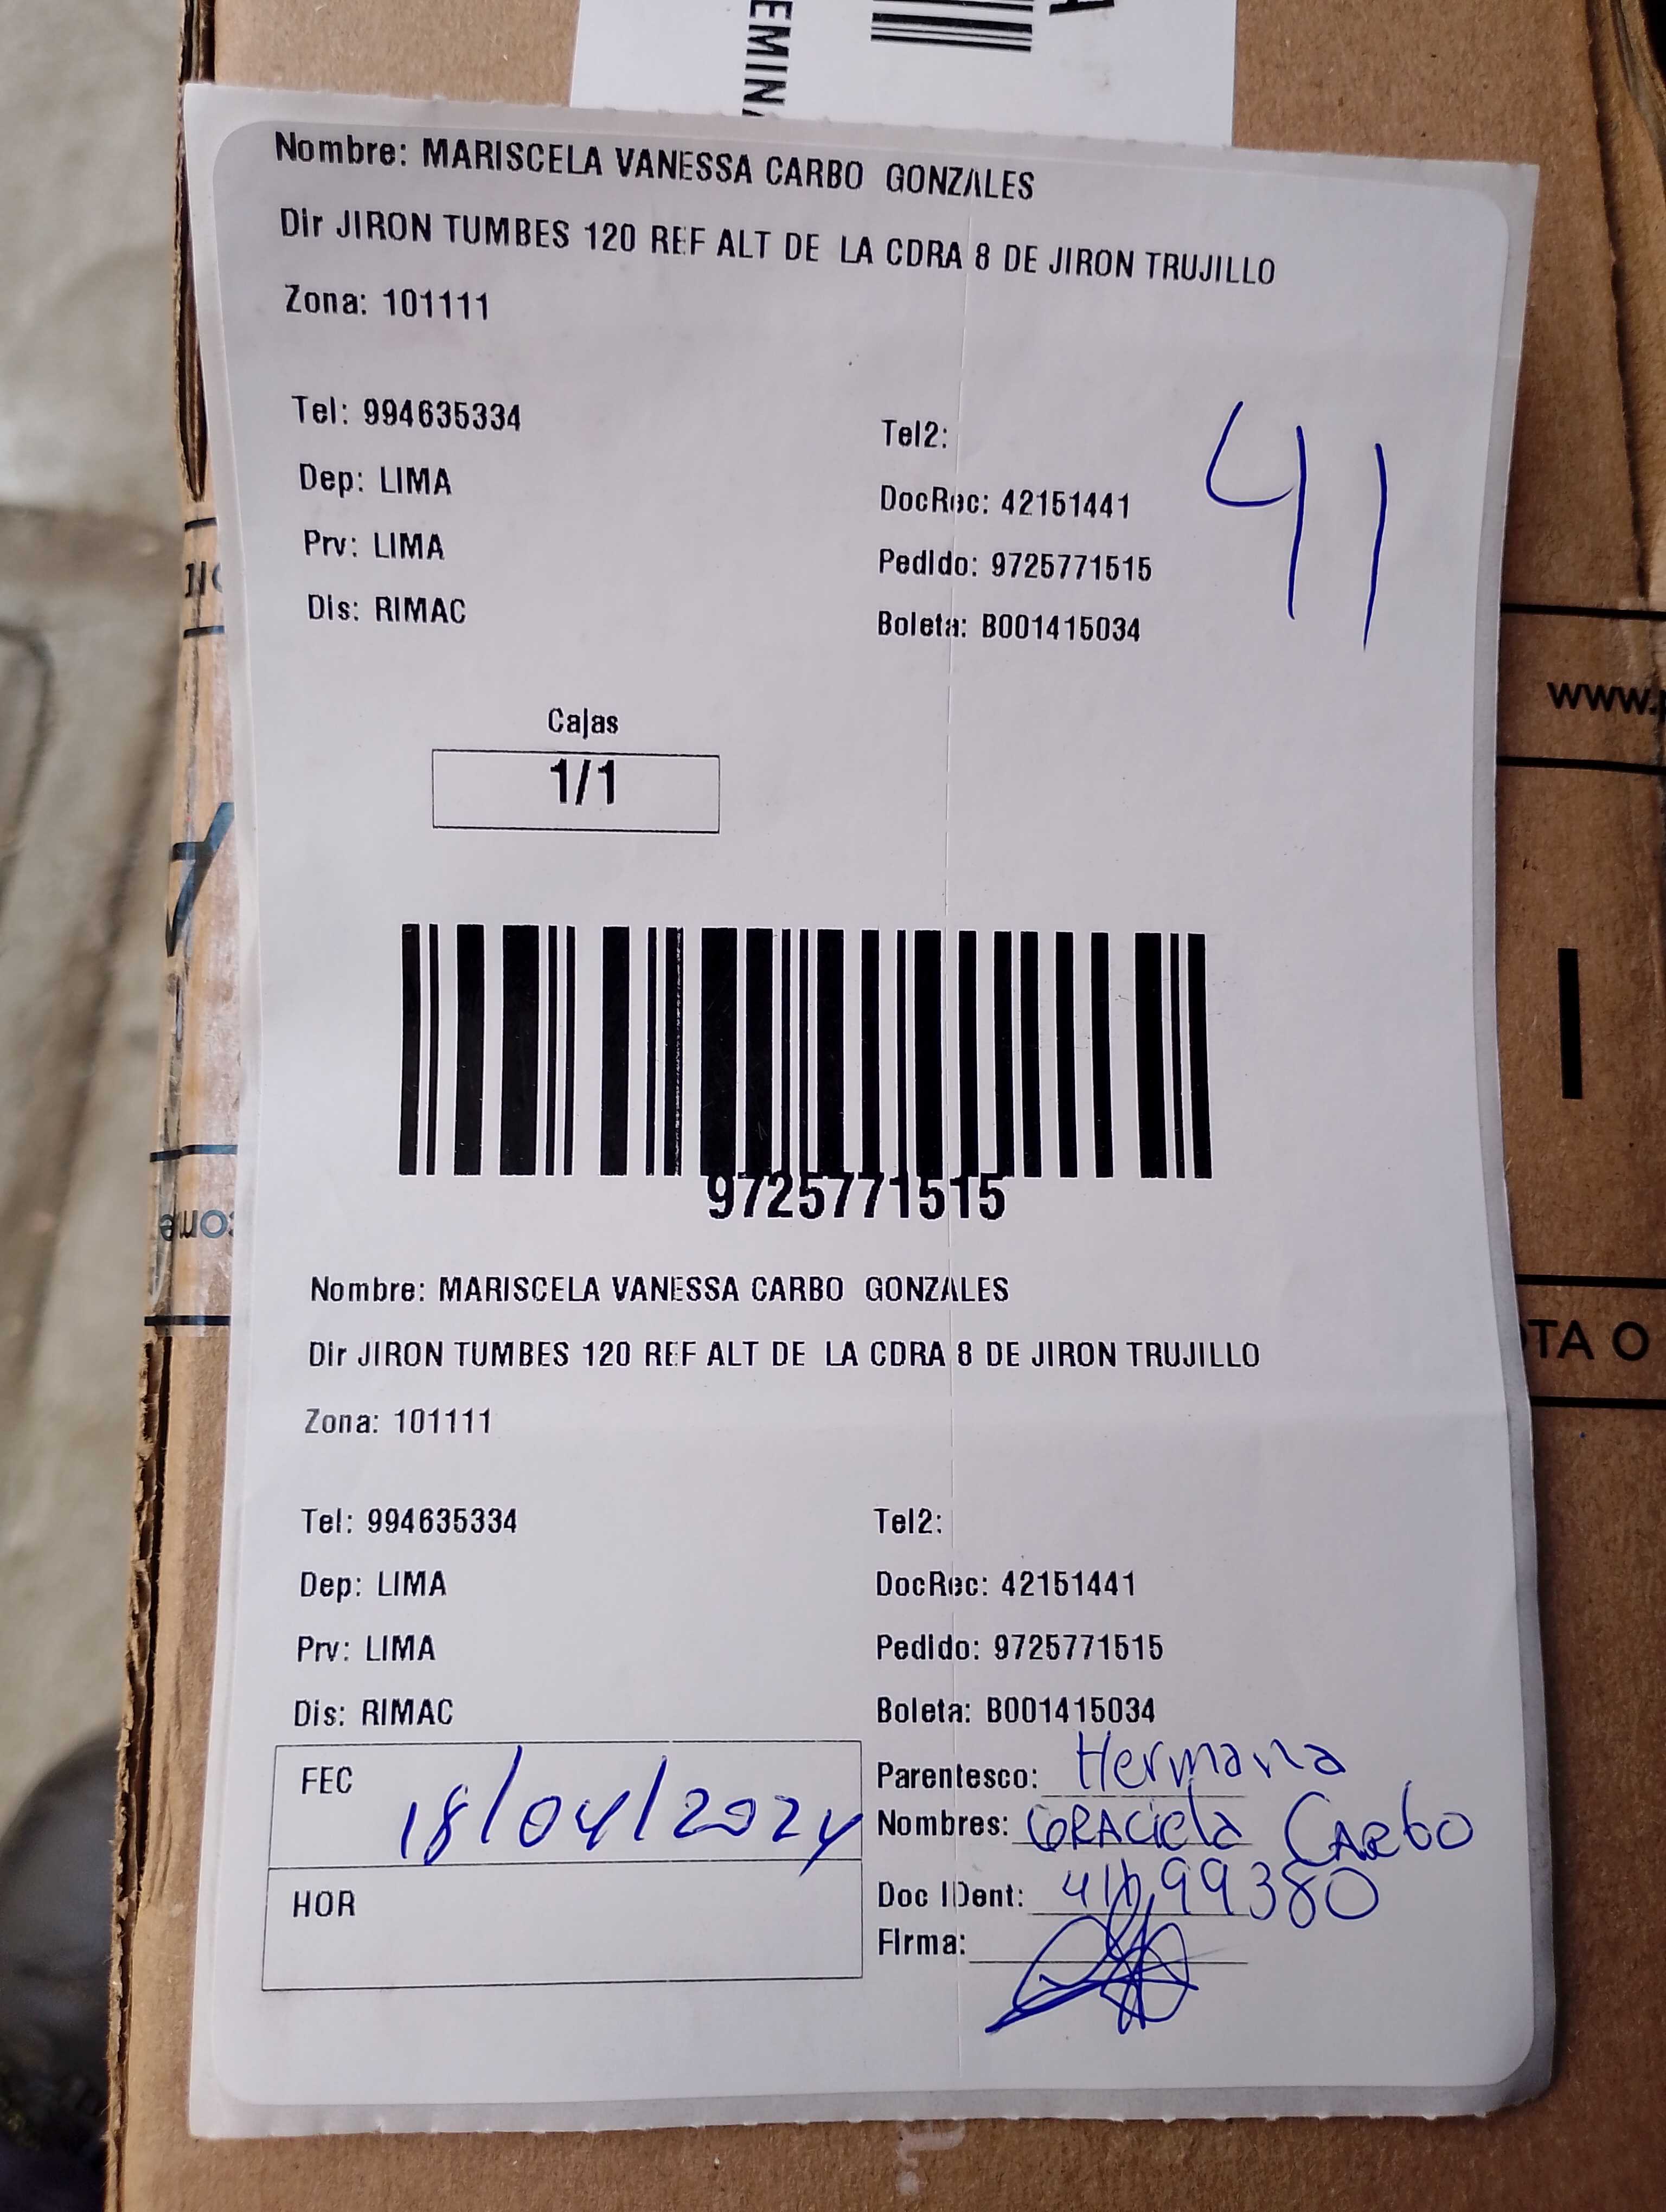 EMINA
Nombre: MARISCELA VANESSA CARBO GONZALES
Dir JIRON TUMBES 120 REF ALT DE LA CDRA 8 DE JIRON TRUJILLO
Zona: 101111
Tel: 994635334
Tel2:
41
Dep: LIMA
DocRec: 42151441
Prv: LIMA
Pedido: 9725771515
Dis: RIMAC
Boleta: B001415034
www.
Cajas
1/1
9725771515
Nombre: MARISCELA VANESSA CARBO GONZALES
Dir JIRON TUMBES 120 REF ALT DE LA CDRA 8 DE JIRON TRUJILLO
TA O
Zona: 101111
Tel: 994635334
Tel2:
Dep: LIMA
DocRec: 42151441
Prv: LIMA
Pedido: 9725771515
Dis: RIMAC
Boleta: B001415034
FEC 18/04/2024
Parentesco: Hermana
Nombres: GRACiela CARbO
HOR
Doc IDent:
Firma: